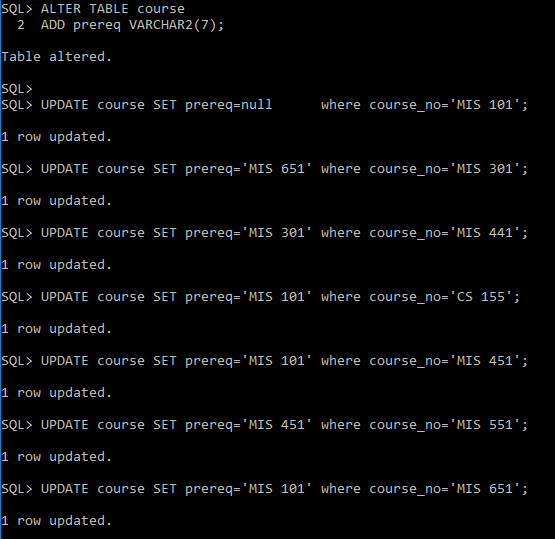 SQL> ALTER TABLE course
  2  ADD prereq VARCHAR2(7);
Table altered.
SQL>
SQL> UPDATE course SET prereq=null      where course_no='MIS 101';
1 row updated.
SQL> UPDATE course SET prereq='MIS 651' where course_no='MIS 301';
1 row updated.
SQL> UPDATE course SET prereq='MIS 301' where course_no='MIS 441';
1 row updated.
SQL> UPDATE course SET prereq='MIS 101' where course_no='CS 155';
1 row updated.
SQL> UPDATE course SET prereq='MIS 101' where course_no='MIS 451';
1 row updated.
SQL> UPDATE course SET prereq='MIS 451' where course_no='MIS 551';
1 row updated.
SQL> UPDATE course SET prereq='MIS 101' where course_no='MIS 651';
1 row updated.